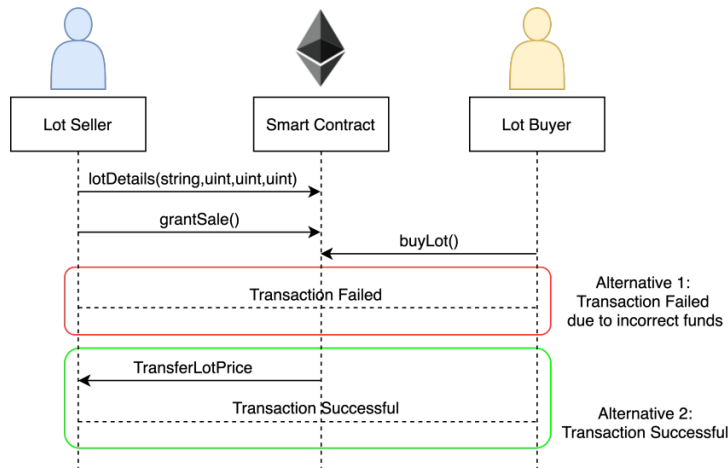 Lot Seller
Smart Contract
Lot Buyer
lotDetails(string,uint,uint,uint)
grantSale()
buyLot()
Transaction Failed
Alternative 1:
Transaction Failed
due to incorrect funds
TransferLotPrice
Transaction Successful
Alternative 2:
Transaction Successful